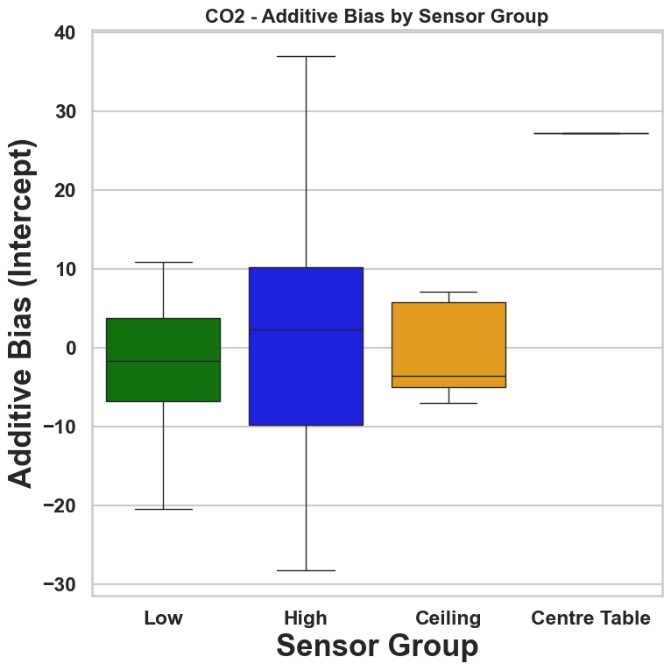 CO2 - Additive Bias by Sensor Group
Additive Bias (Intercept)
40
30
20
10
0
−10
−20
−30
Low High Ceiling Centre Table
Sensor Group